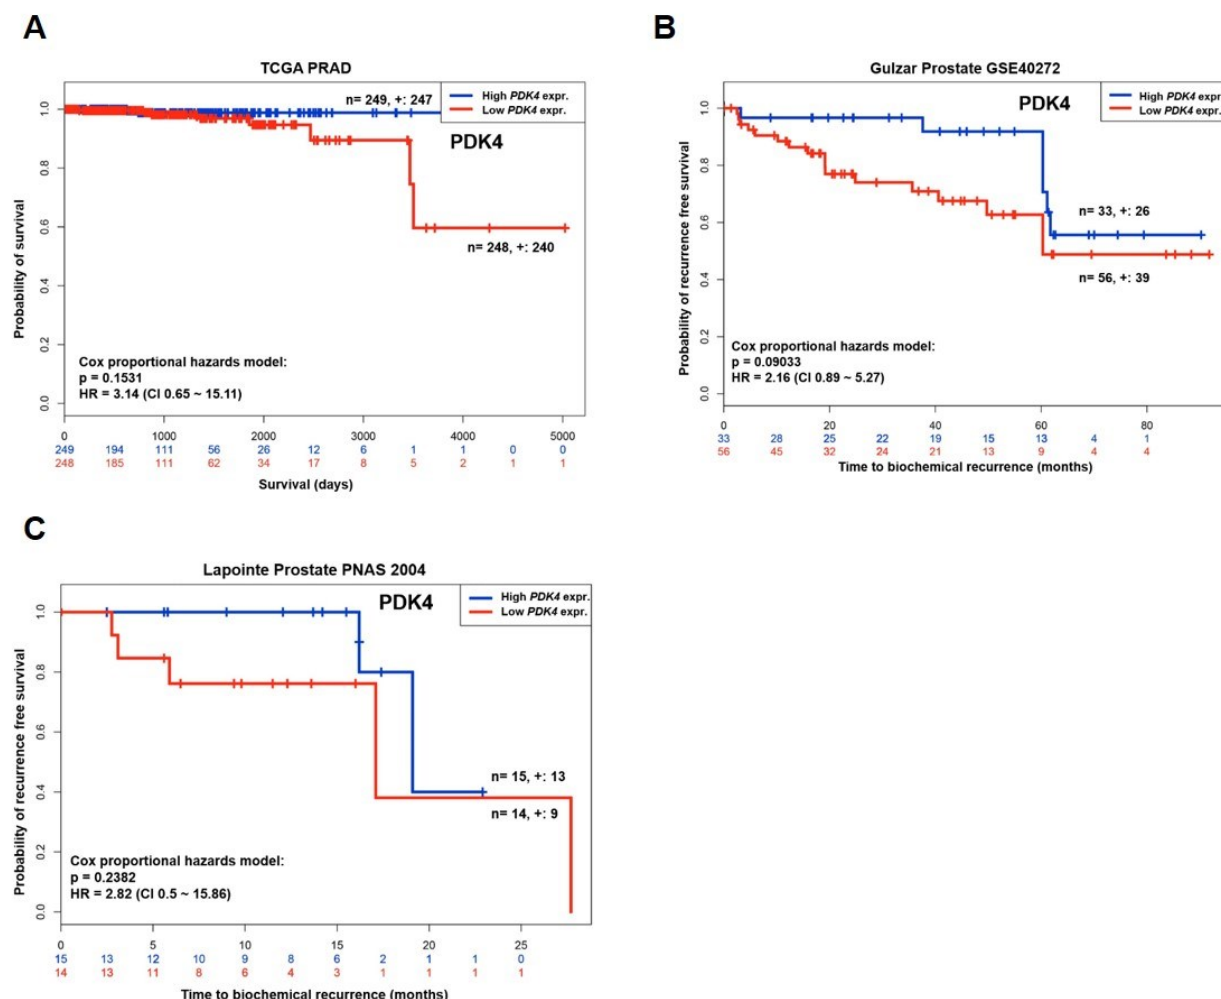 A
TCGA PRAD
n= 249, +: 247
High PDK4 expr.
Low PDK4 expr.
PDK4
n= 248, +: 240
Probability of survival
1.0
0.8
0.6
0.4
0.2
0.0
Cox proportional hazards model:
p = 0.1531
HR = 3.14 (CI 0.65 ~ 15.11)
0 1000 2000 3000 4000 5000
249 194 111 56 26 12 6 1 1 0 0
248 185 111 62 34 17 8 5 2 1 1
Survival (days)
B
Gulzar Prostate GSE40272
PDK4
High PDK4 expr.
Low PDK4 expr.
n= 33, +: 26
n= 56, +: 39
Probability of recurrence free survival
1.0
0.8
0.6
0.4
0.2
0.0
Cox proportional hazards model:
p = 0.09033
HR = 2.16 (CI 0.89 ~ 5.27)
0 20 40 60 80
33 28 25 22 19 15 13 4 1
56 45 32 24 21 13 9 4 4
Time to biochemical recurrence (months)
C
Lapointe Prostate PNAS 2004
PDK4
High PDK4 expr.
Low PDK4 expr.
n= 15, +: 13
n= 14, +: 9
Probability of recurrence free survival
1.0
0.8
0.6
0.4
0.2
0.0
Cox proportional hazards model:
p = 0.2382
HR = 2.82 (CI 0.5 ~ 15.86)
0 5 10 15 20 25
15 13 12 10 9 8 6 2 1 1 0
14 13 11 8 6 4 3 1 1 1 1
Time to biochemical recurrence (months)